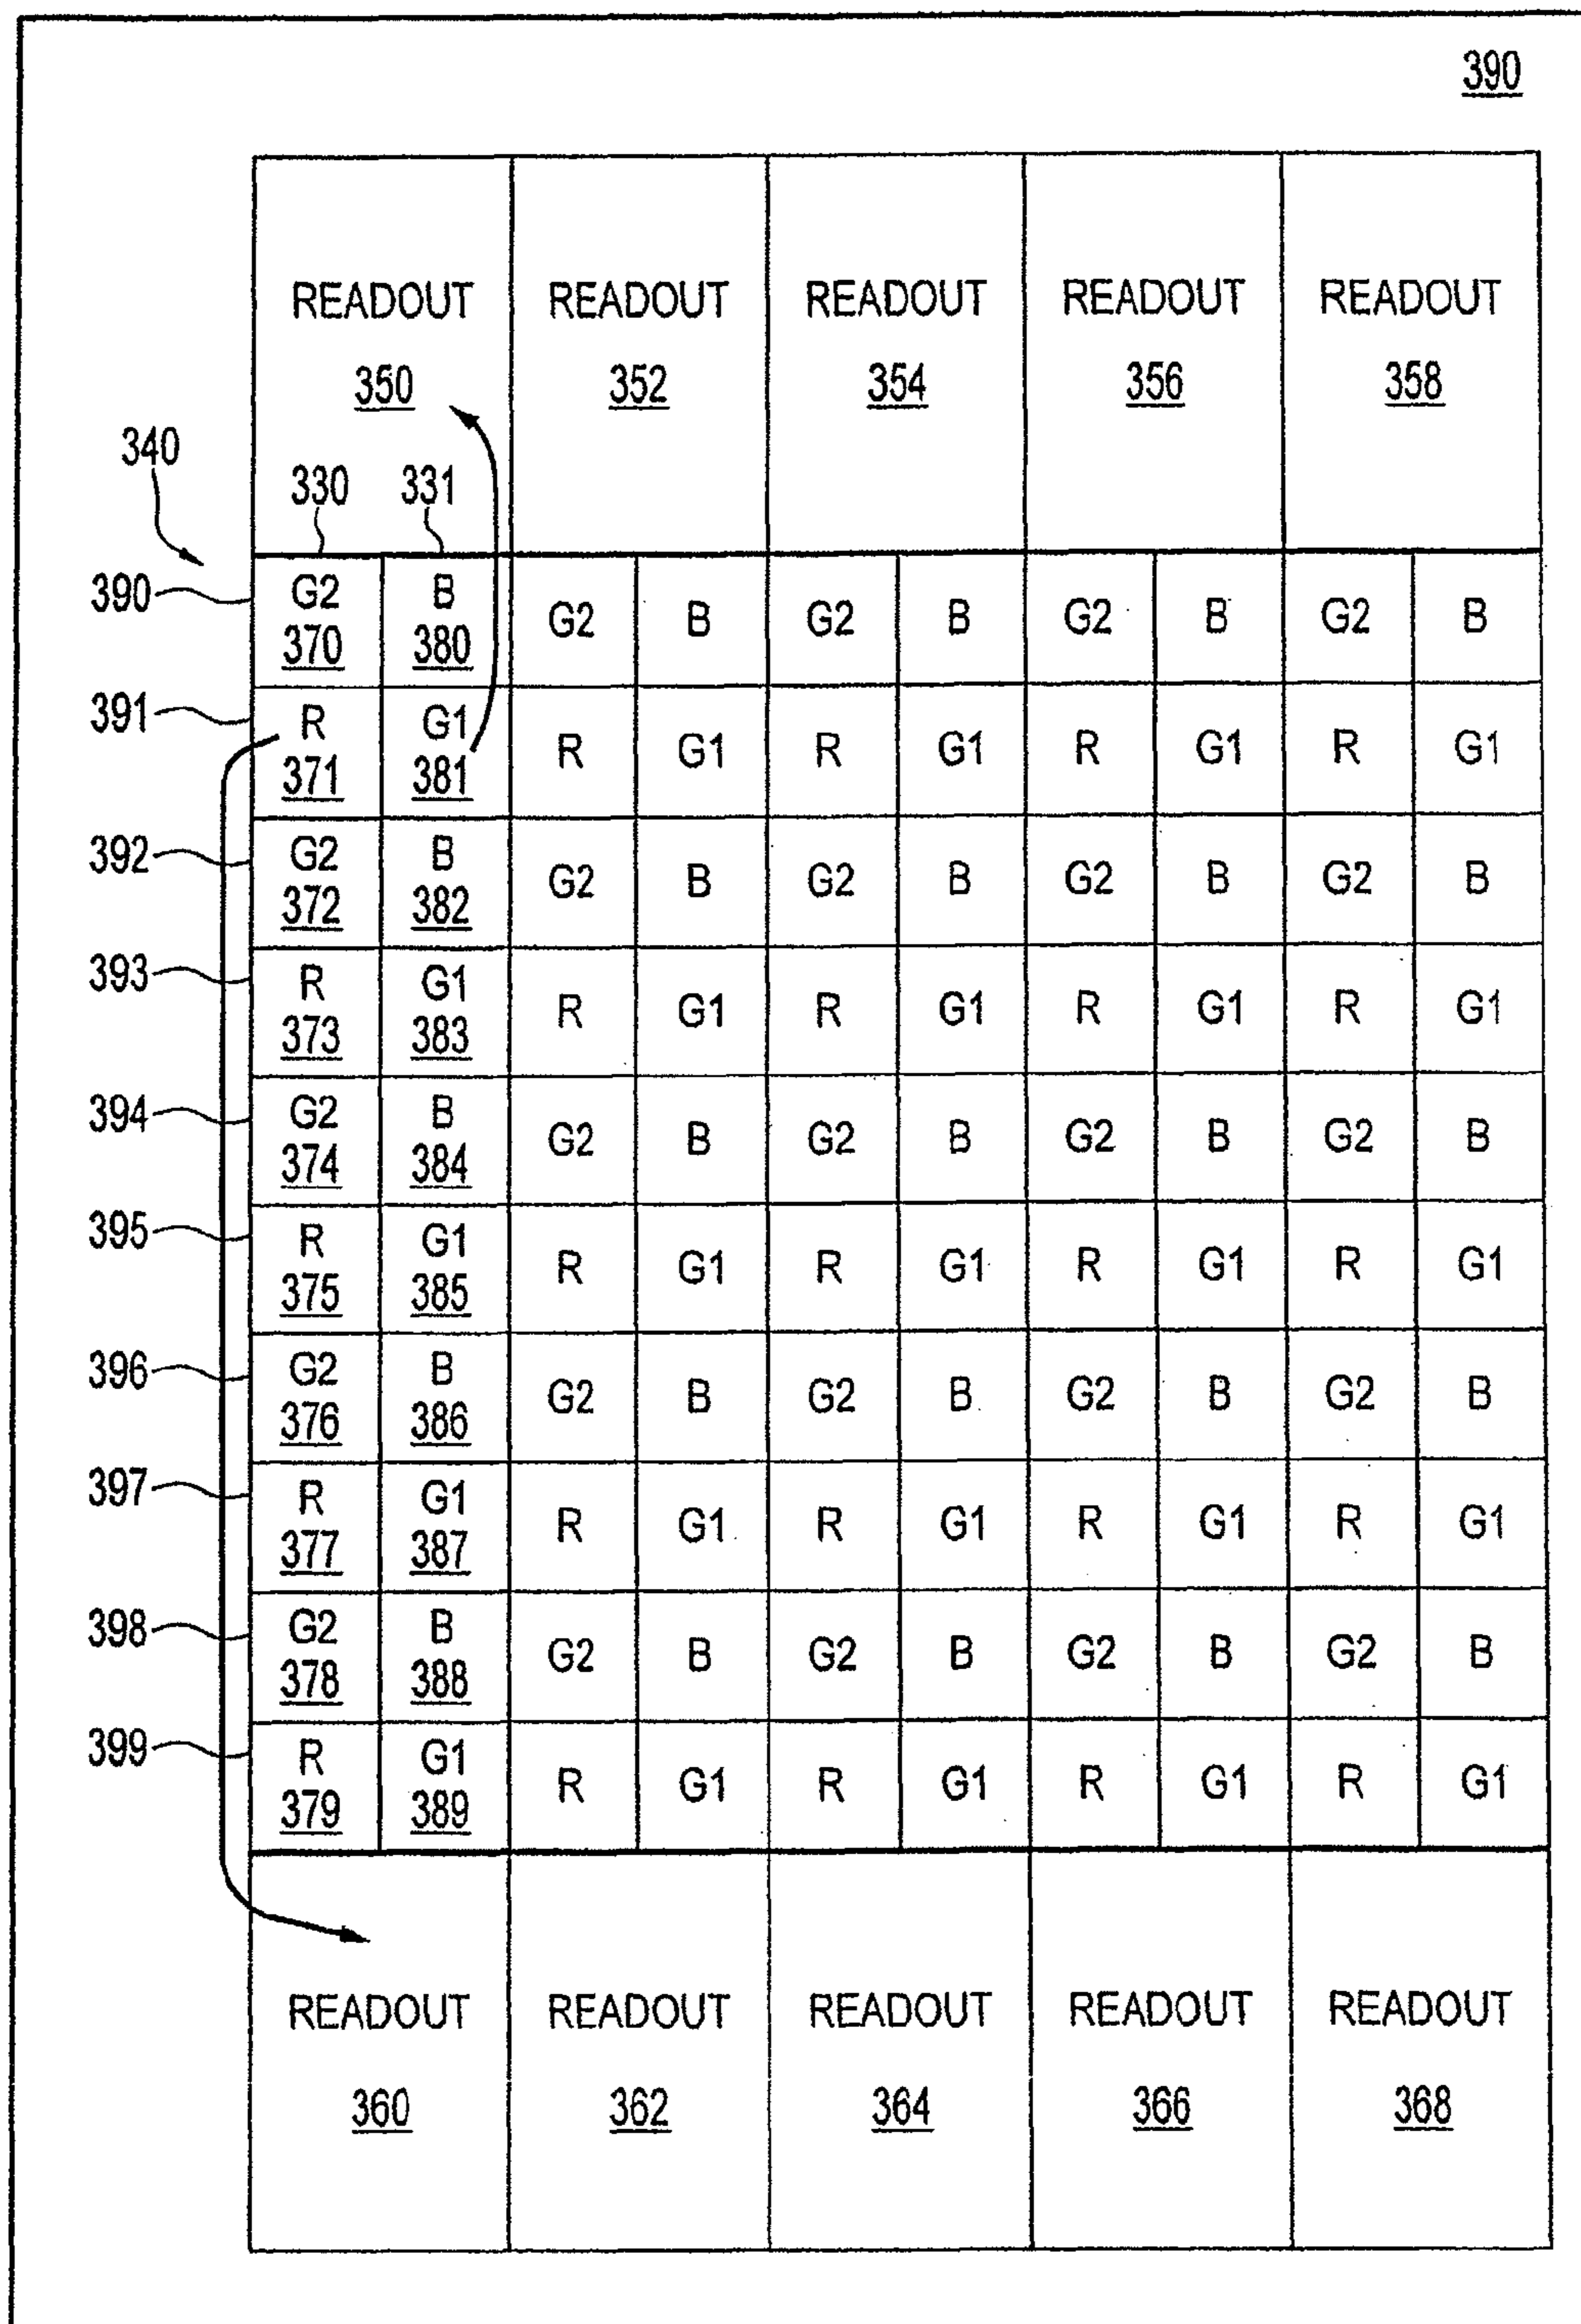 390
READOUT READOUT READOUT READOUT READOUT
350 352 354 356 358
340
330 331
390 G2 B G2 B G2 B G2 B G2 B
370 380
391 R G1 R G1 R G1 R G1 R G1
371 381
392 G2 B G2 B G2 B G2 B G2 B
372 382
393 R G1 R G1 R G1 R G1 R G1
373 383
394 G2 B G2 B G2 B G2 B G2 B
374 384
395 R G1 R G1 R G1 R G1 R G1
375 385
396 G2 B G2 B G2 B G2 B G2 B
376 386
397 R G1 R G1 R G1 R G1 R G1
377 387
398 G2 B G2 B G2 B G2 B G2 B
378 388
399 R G1 R G1 R G1 R G1 R G1
379 389
READOUT READOUT READOUT READOUT READOUT
360 362 364 366 368